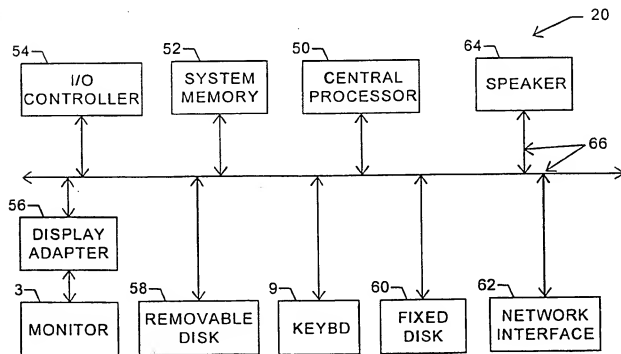 20
54
52
50
64
I/O
CONTROLLER
SYSTEM
MEMORY
CENTRAL
PROCESSOR
SPEAKER
66
56
DISPLAY
ADAPTER
3
58
9
60
62
MONITOR
REMOVABLE
DISK
KEYBD
FIXED
DISK
NETWORK
INTERFACE